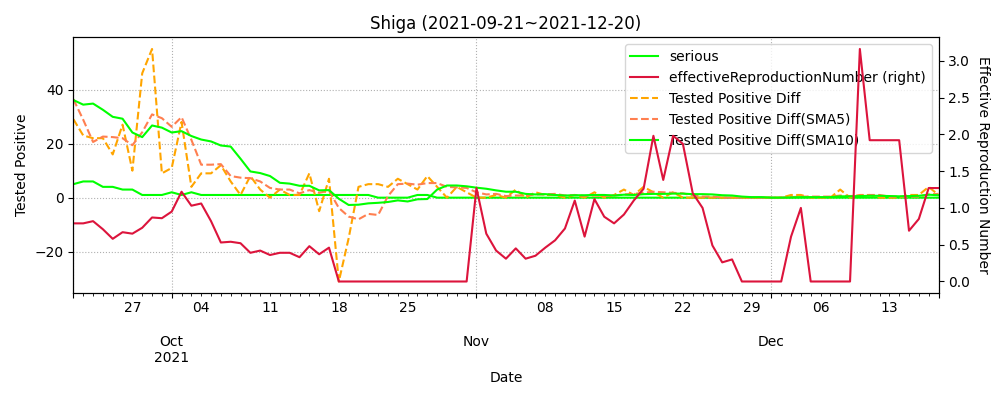 Shiga (2021-09-21~2021-12-20)
serious
effectiveReproductionNumber (right)
Tested Positive Diff
Tested Positive Diff(SMA5)
Tested Positive Diff(SMA10)
Tested Positive
40
20
0
−20
3.0
2.5
2.0
1.5
1.0
0.5
0.0
Effective Reproduction Number
27 04 11 18 25 08 15 22 29 06 13
Oct Nov Dec
2021
Date